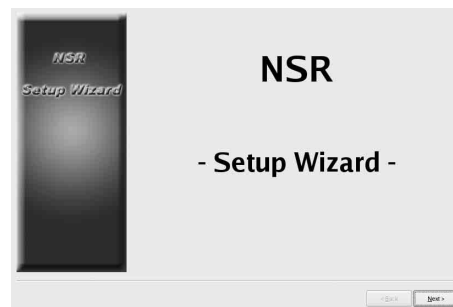 NSR
Setup Wizard
NSR
- Setup Wizard -
< Back
Next >